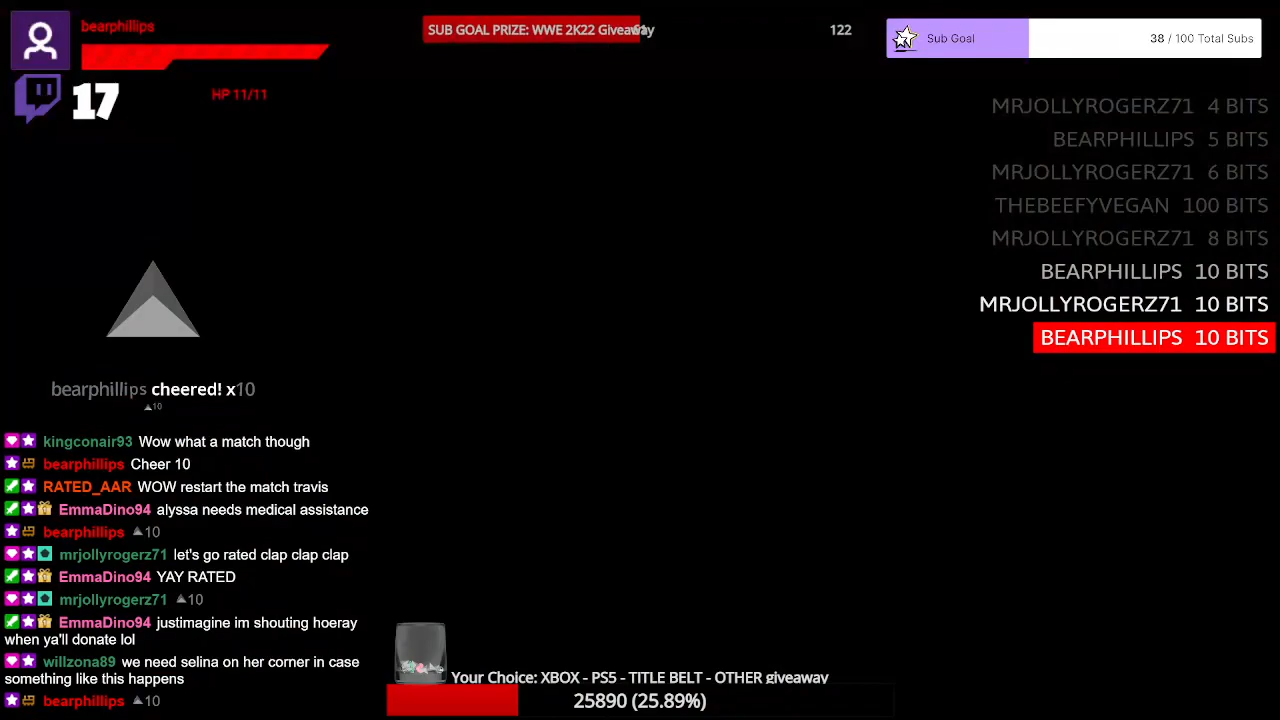 bearphillips
17
HP 11/11
SUB GOAL PRIZE: WWE 2K22 Giveaway
122
Sub Goal
38 / 100 Total Subs
MRJOLLYROGERZ71 4 BITS
BEARPHILLIPS 5 BITS
MRJOLLYROGERZ71 6 BITS
THEBEEFYVEGAN 100 BITS
MRJOLLYROGERZ71 8 BITS
BEARPHILLIPS 10 BITS
MRJOLLYROGERZ71 10 BITS
BEARPHILLIPS 10 BITS
bearphillips cheered! x10
10
kingconair93 Wow what a match though
bearphillips Cheer 10
RATED_AAR WOW restart the match travis
EmmaDino94 alyssa needs medical assistance
bearphillips 10
mrjollyrogerz71 let's go rated clap clap clap
EmmaDino94 YAY RATED
mrjollyrogerz71 10
EmmaDino94 justimagine im shouting hoeray
when ya'll donate lol
willzona89 we need selina on her corner in case
something like this happens
bearphillips 10
Your Choice: XBOX - PS5 - TITLE BELT - OTHER giveaway
25890 (25.89%)